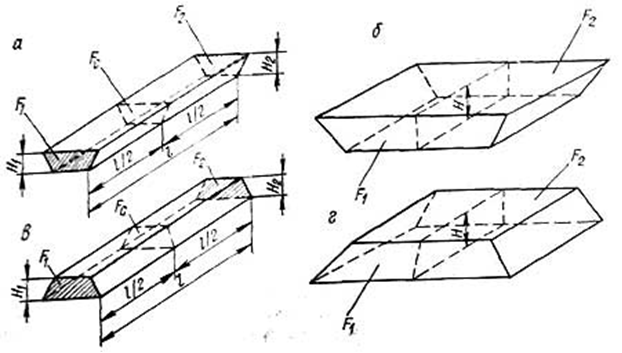 а
F₂
F₀
F₁
H₂
H₁
l/2
l/2
l
б
F₂
H
F₁
в
F₂
F₀
F₁
H₂
H₁
l/2
l/2
l
г
F₂
H
F₁